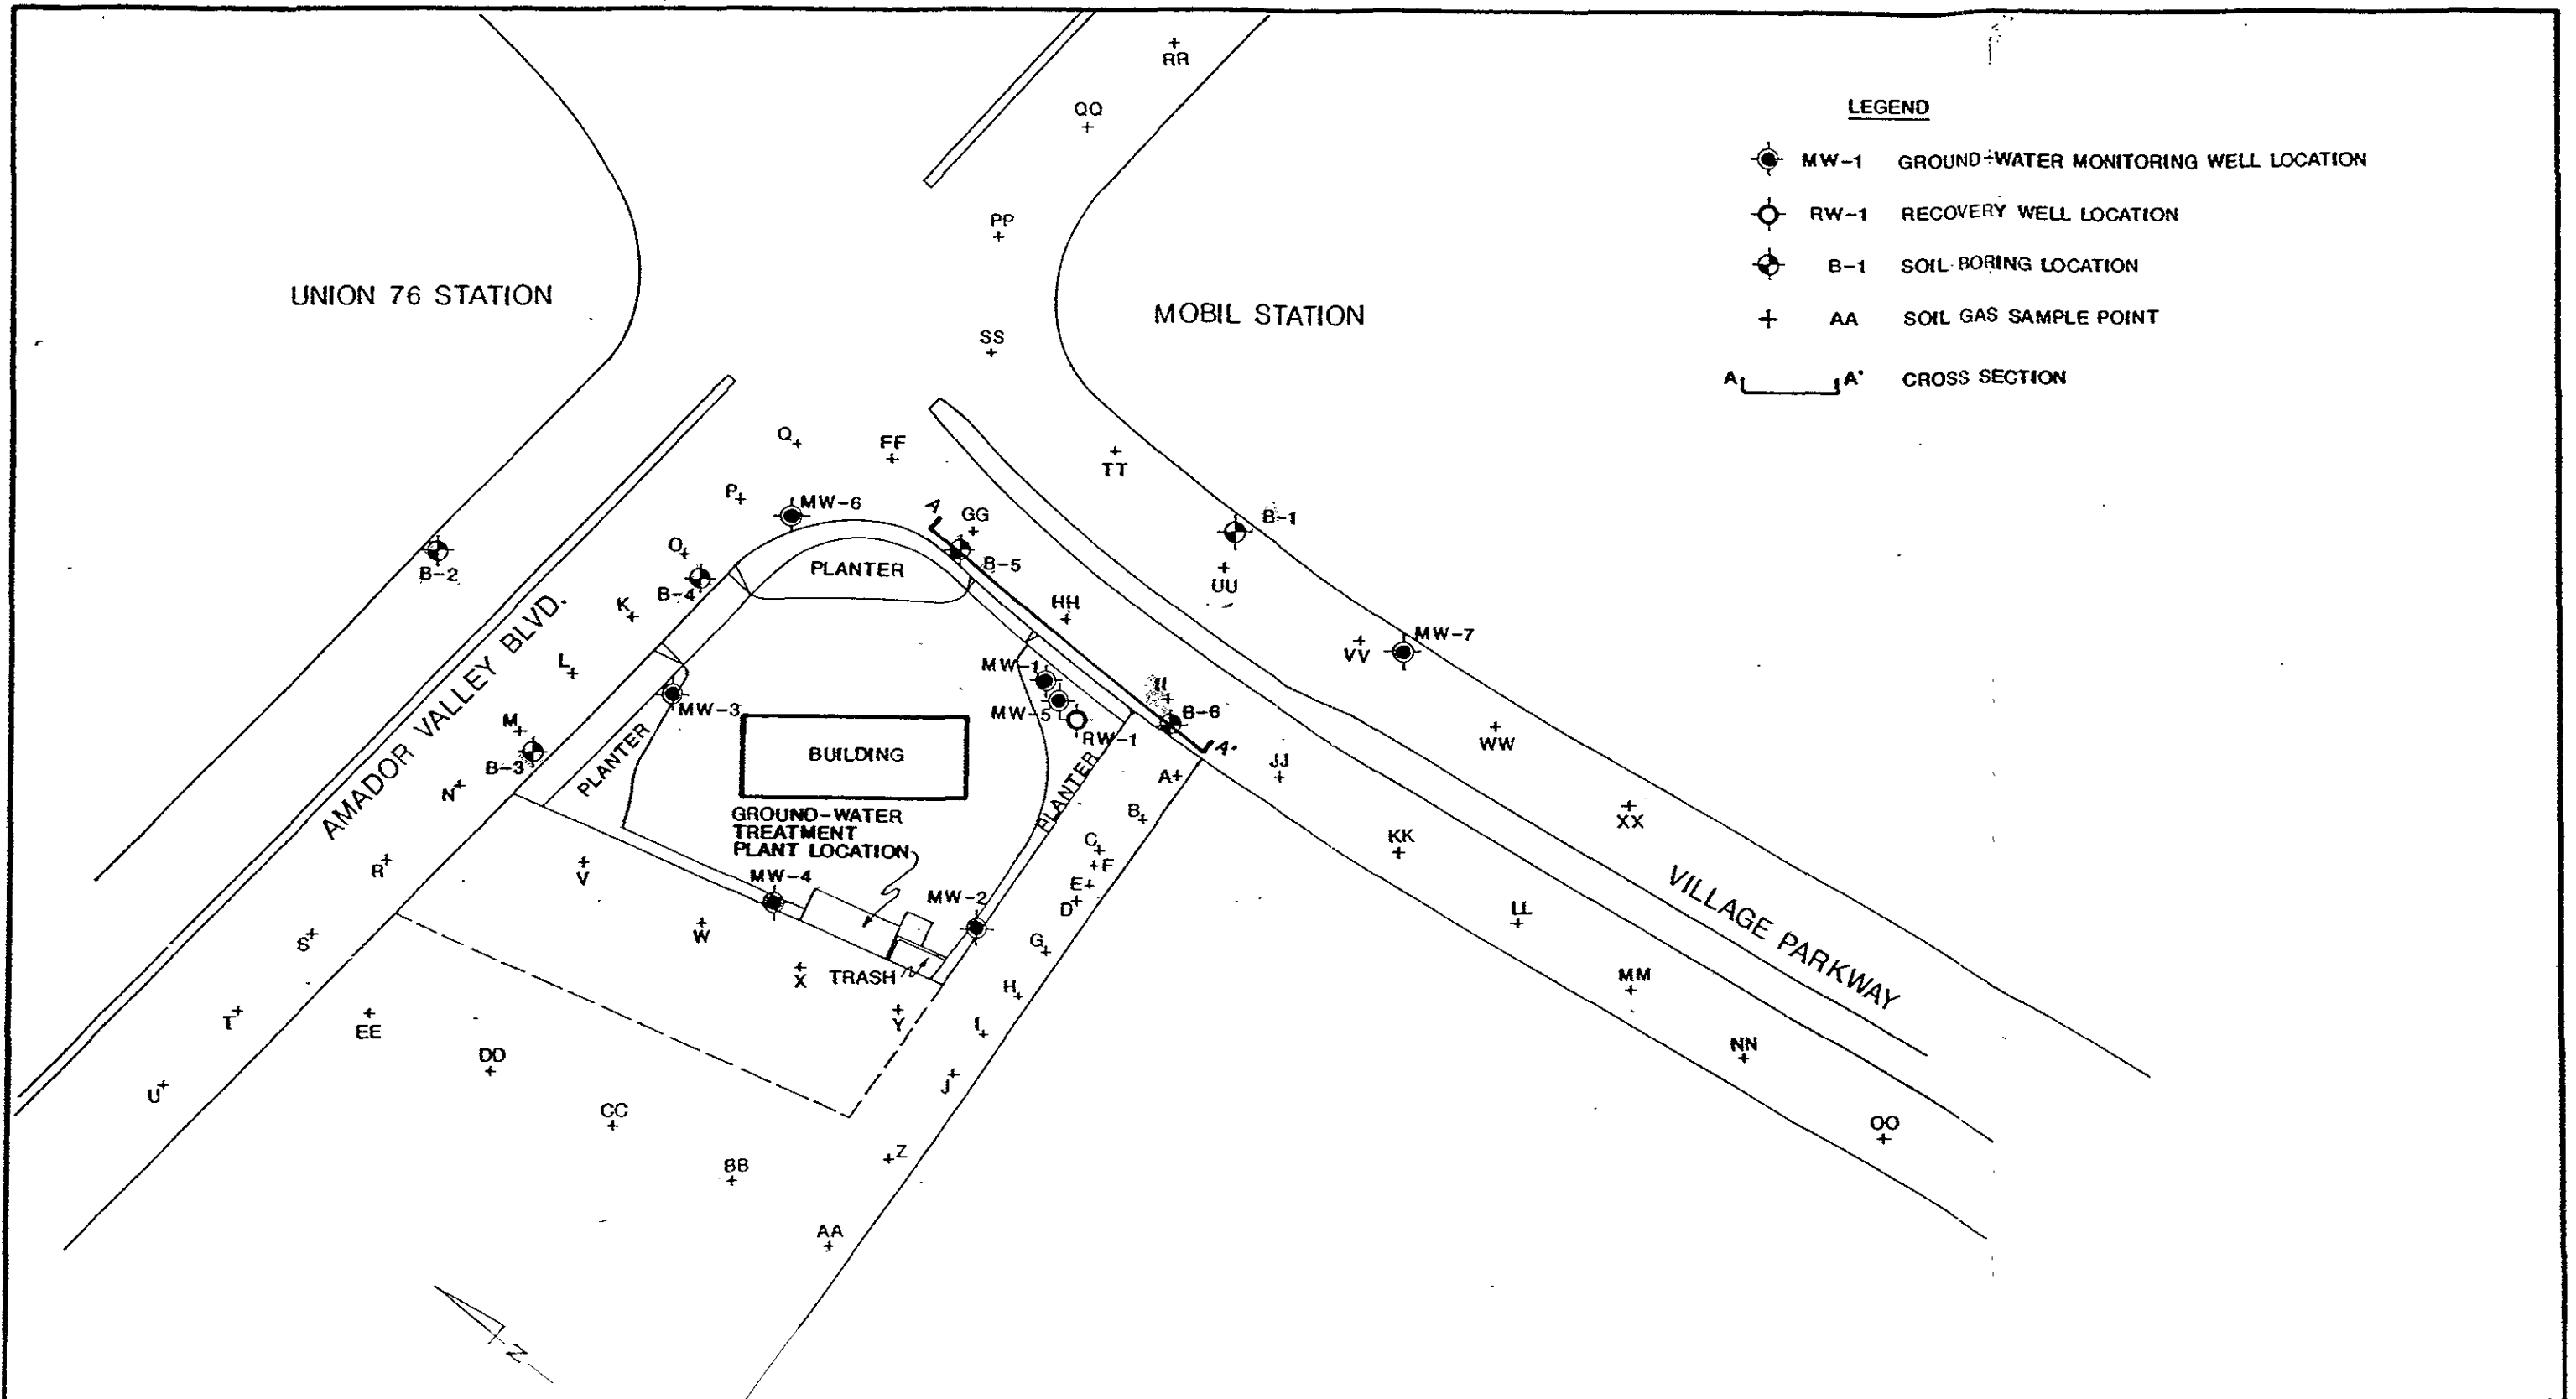 RR
QQ
LEGEND
MW-1 GROUND-WATER MONITORING WELL LOCATION
RW-1 RECOVERY WELL LOCATION
PP
B-1 SOIL BORING LOCATION
UNION 76 STATION
MOBIL STATION
AA SOIL GAS SAMPLE POINT
SS
A A' CROSS SECTION
Q
FF
TT
P
MW-6
A
GG
B-1
O
B-2
B-5
PLANTER
UU
B-4
K
HH
AMADOR VALLEY BLVD.
MW-7
VV
L
MW-1
II
MW-3
MW-5
B-6
M
RW-1
A'
WW
PLANTER
BUILDING
B-3
JJ
A
N
PLANTER
B
XX
GROUND-WATER
TREATMENT
PLANT LOCATION
C
KK
F
R
V
MW-4
E
VILLAGE PARKWAY
MW-2
D
LL
W
S
G
X
TRASH
MM
H
T
EE
Y
I
NN
DD
J
U
CC
OO
Z
BB
AA
N